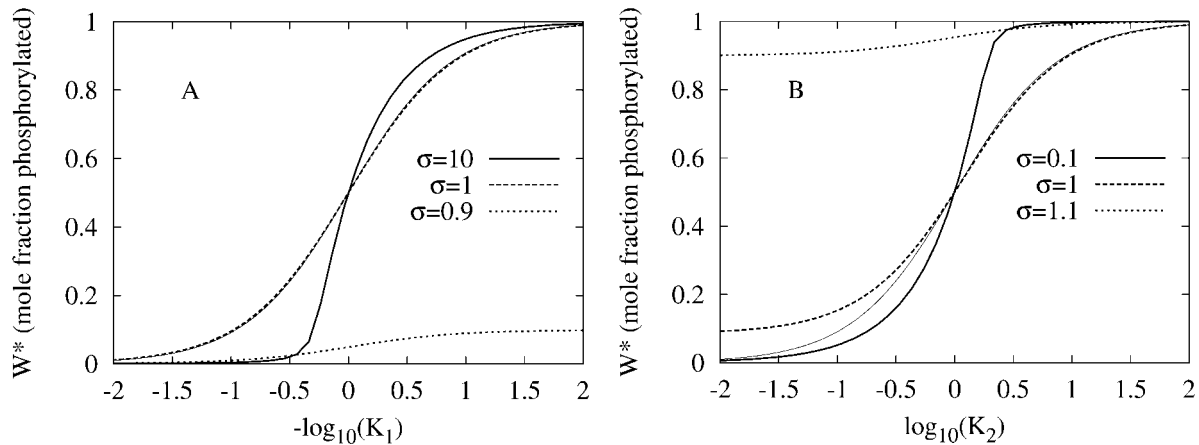 W* (mole fraction phosphorylated)
1
0.8
0.6
0.4
0.2
0
A
σ=10
σ=1
σ=0.9
-2 -1.5 -1 -0.5 0 0.5 1 1.5 2
-log10(K1)
W* (mole fraction phosphorylated)
1
0.8
0.6
0.4
0.2
0
B
σ=0.1
σ=1
σ=1.1
-2 -1.5 -1 -0.5 0 0.5 1 1.5 2
log10(K2)